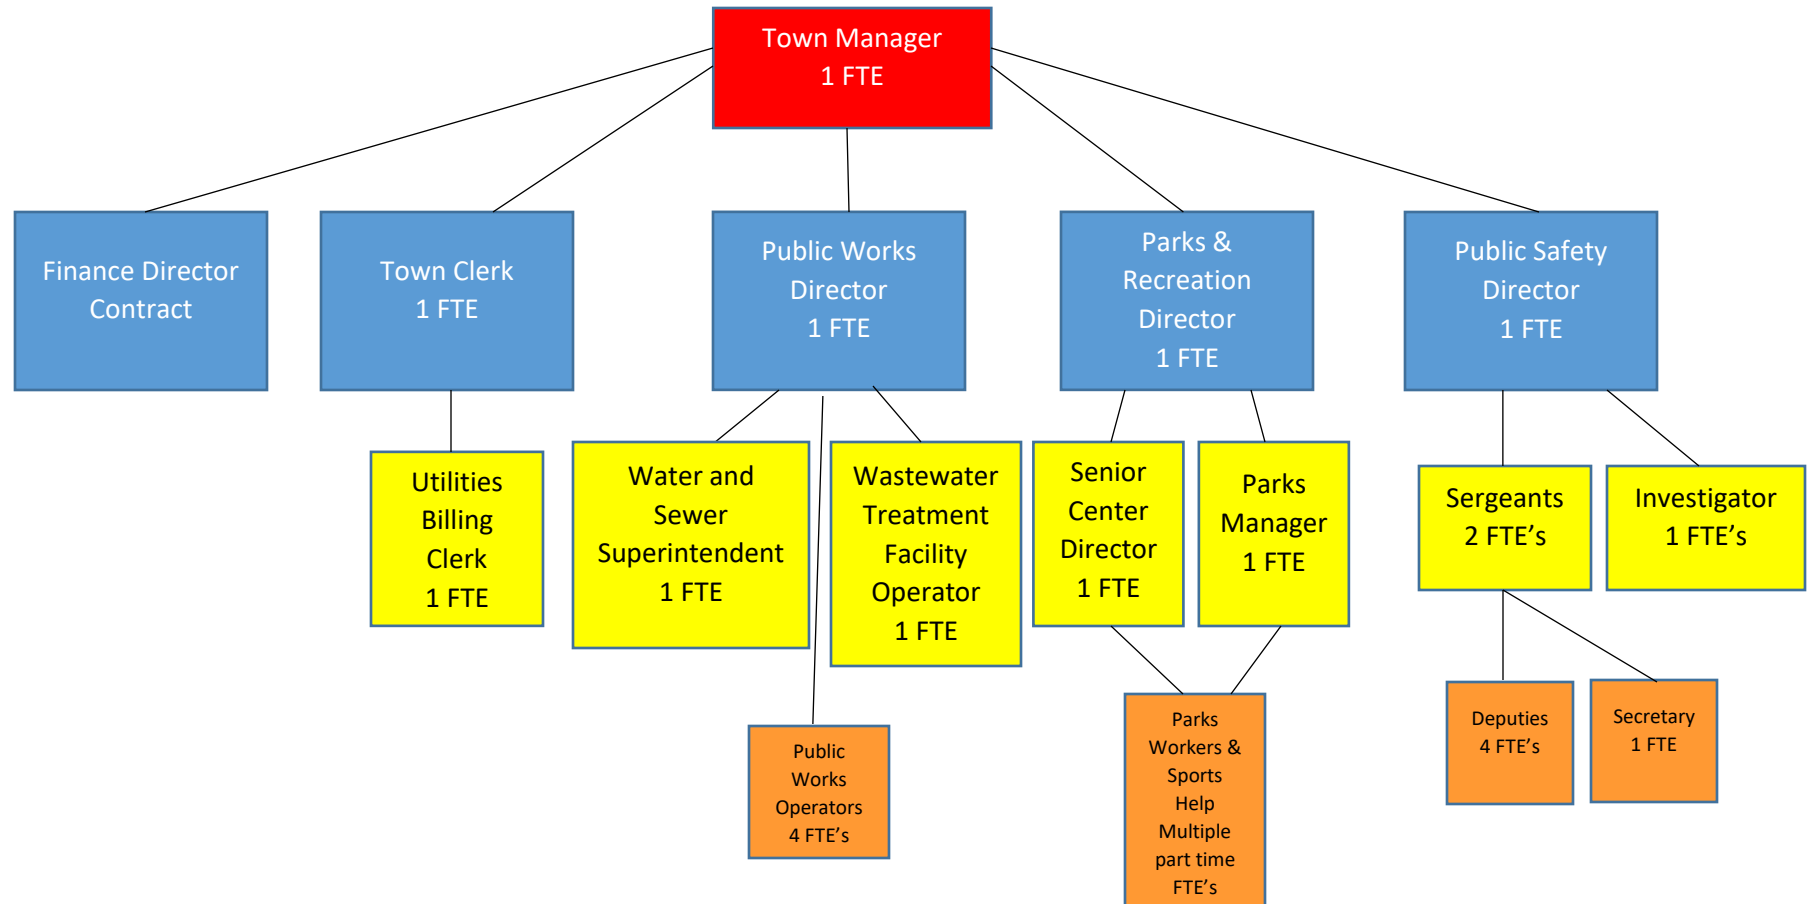 Town Manager
1 FTE
Finance Director
Contract
Town Clerk
1 FTE
Public Works
Director
1 FTE
Parks &
Recreation
Director
1 FTE
Public Safety
Director
1 FTE
Utilities
Billing
Clerk
1 FTE
Water and
Sewer
Superintendent
1 FTE
Wastewater
Treatment
Facility
Operator
1 FTE
Senior
Center
Director
1 FTE
Parks
Manager
1 FTE
Sergeants
2 FTE’s
Investigator
1 FTE’s
Public
Works
Operators
4 FTE’s
Parks
Workers &
Sports
Help
Multiple
part time
FTE’s
Deputies
4 FTE’s
Secretary
1 FTE